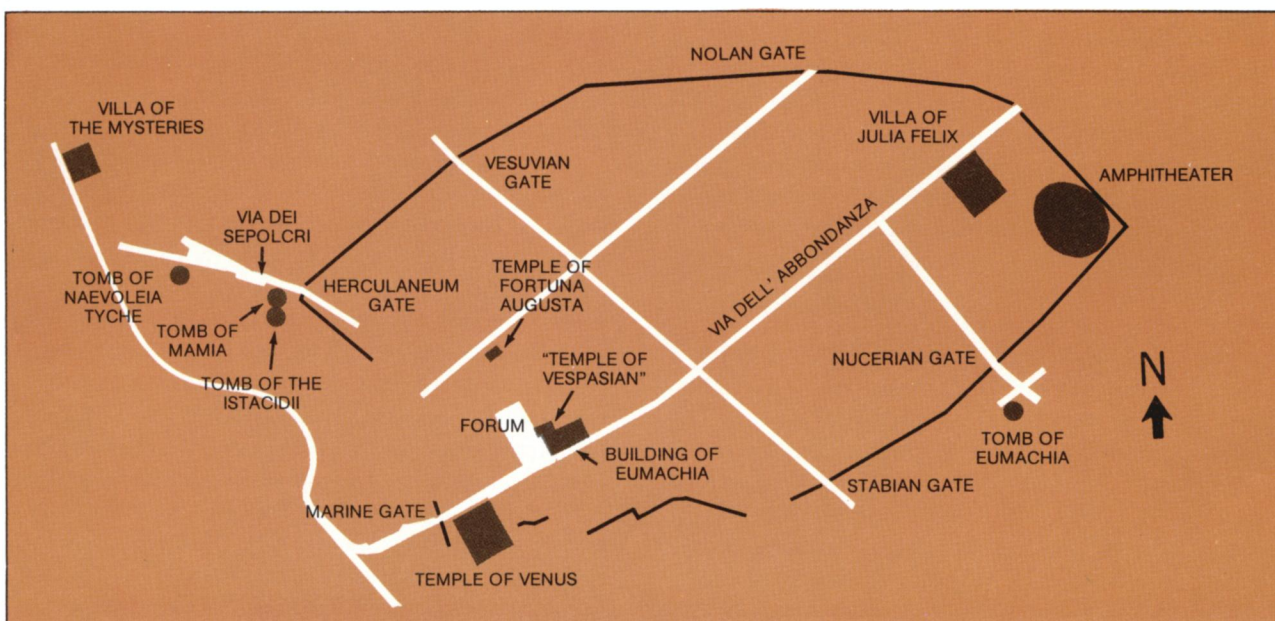 NOLAN GATE
VILLA OF
THE MYSTERIES
VILLA OF
JULIA FELIX
VESUVIAN
GATE
AMPHITHEATER
VIA DEI
SEPOLCRI
VIA DELL' ABBONDANZA
TOMB OF
NAEVOLEIA
TYCHE
HERCULANEUM
GATE
TEMPLE OF
FORTUNA
AUGUSTA
TOMB OF
MAMIA
"TEMPLE OF
VESPASIAN"
NUCERIAN GATE
N
TOMB OF THE
ISTACIDII
FORUM
BUILDING OF
EUMACHIA
TOMB OF
EUMACHIA
STABIAN GATE
MARINE GATE
TEMPLE OF VENUS